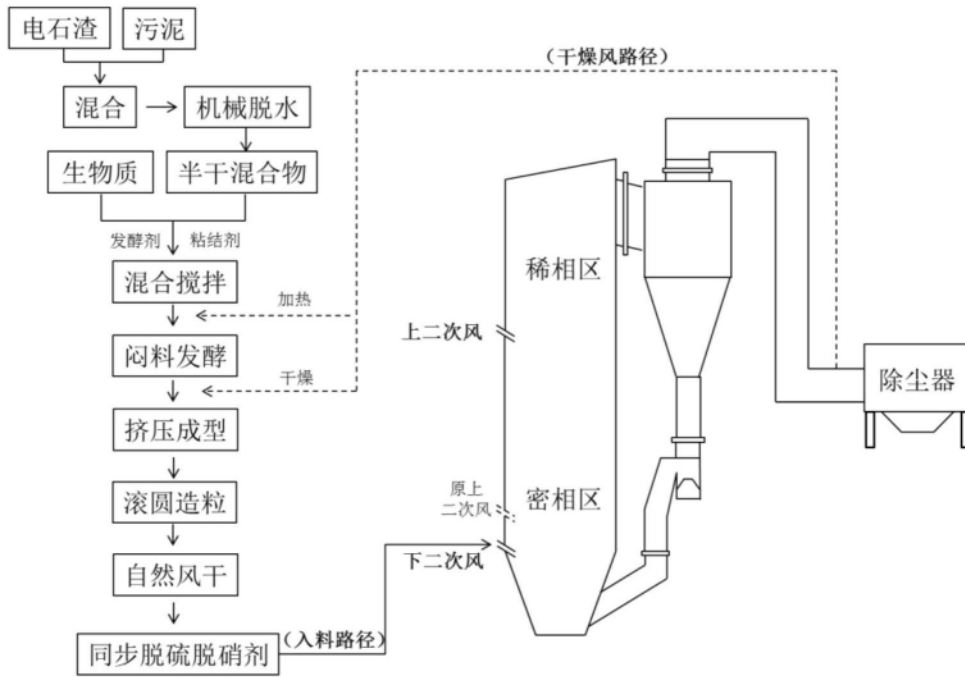 电石渣
污泥
（干燥风路径）
混合
机械脱水
生物质
半干混合物
发酵剂
粘结剂
混合搅拌
加热
闷料发酵
干燥
挤压成型
滚圆造粒
自然风干
同步脱硫脱硝剂
（入料路径）
稀相区
上二次风
原上
二次风
密相区
下二次风
除尘器